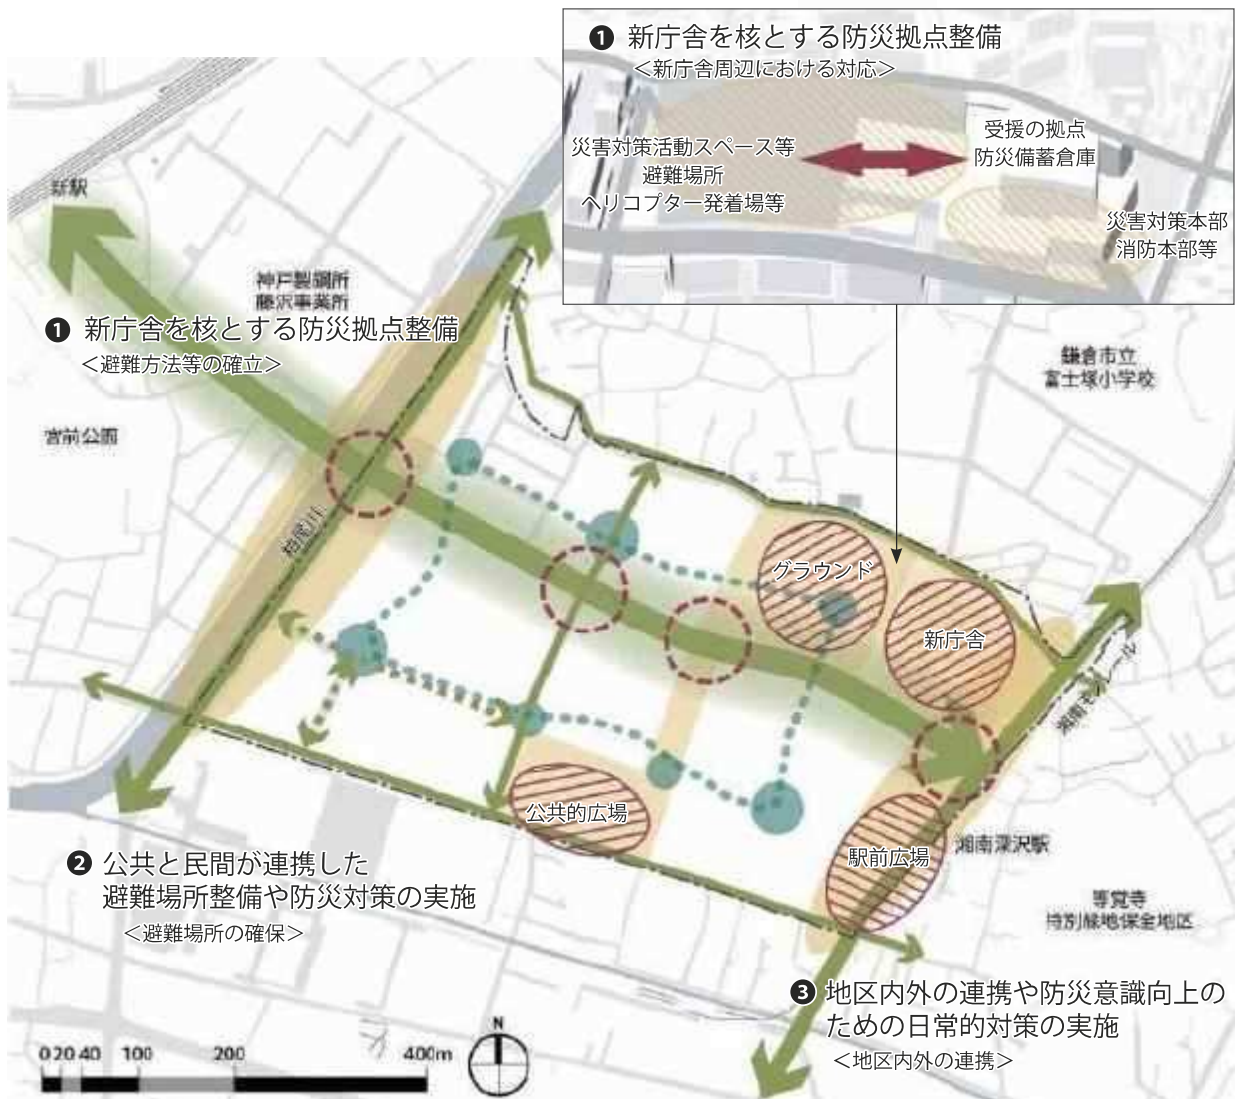 ❶ 新庁舎を核とする防災拠点整備
＜新庁舎周辺における対応＞
災害対策活動スペース等
避難場所
ヘリコプター発着場等
受援の拠点
防災備蓄倉庫
災害対策本部
消防本部等
新駅
神戸製鋼所
藤沢事業所
❶ 新庁舎を核とする防災拠点整備
＜避難方法等の確立＞
宮前公園
鎌倉市立
富士塚小学校
柏尾川
グラウンド
新庁舎
湘南モノレール
公共的広場
駅前広場
湘南深沢駅
等覚寺
特別緑地保全地区
❷ 公共と民間が連携した
避難場所整備や防災対策の実施
＜避難場所の確保＞
❸ 地区内外の連携や防災意識向上の
ための日常的対策の実施
＜地区内外の連携＞
0 20 40 100 200 400m
N